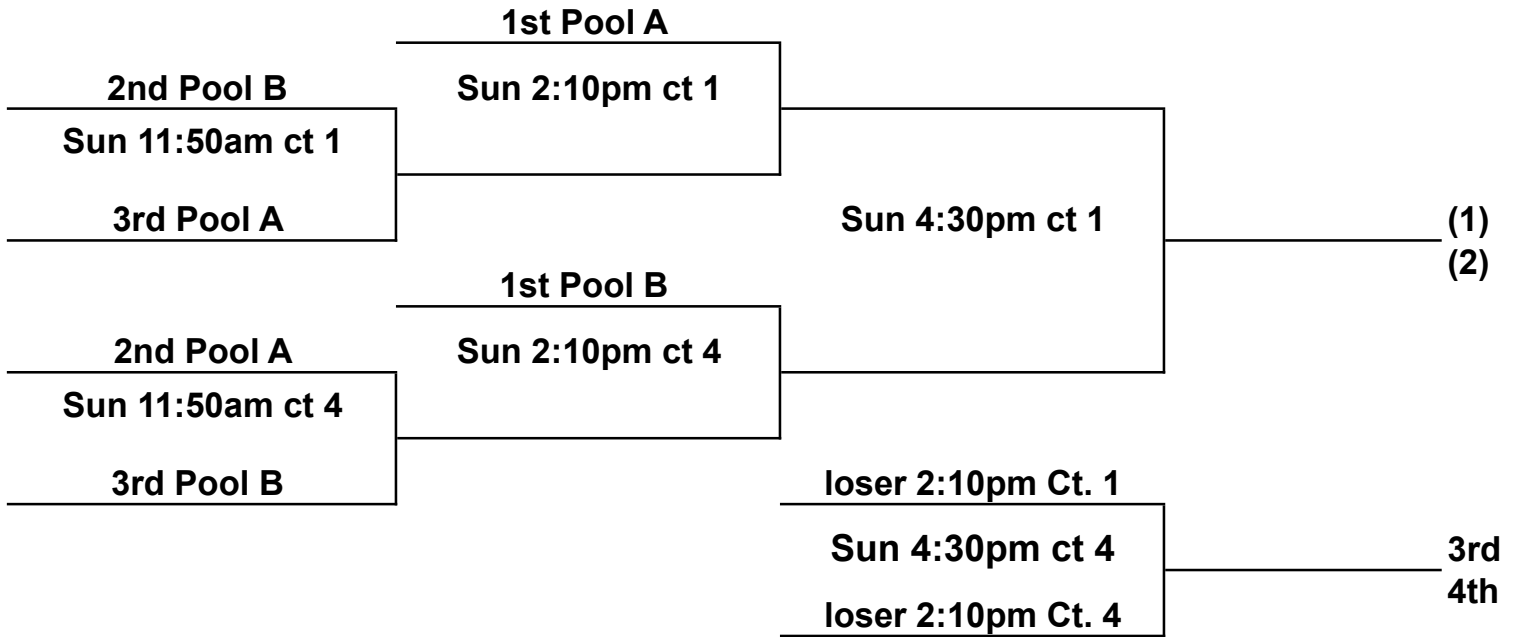 1st Pool A
2nd Pool B
Sun 2:10pm ct 1
Sun 11:50am ct 1
3rd Pool A
Sun 4:30pm ct 1
(1)
(2)
1st Pool B
2nd Pool A
Sun 2:10pm ct 4
Sun 11:50am ct 4
3rd Pool B
loser 2:10pm Ct. 1
Sun 4:30pm ct 4
3rd
4th
loser 2:10pm Ct. 4